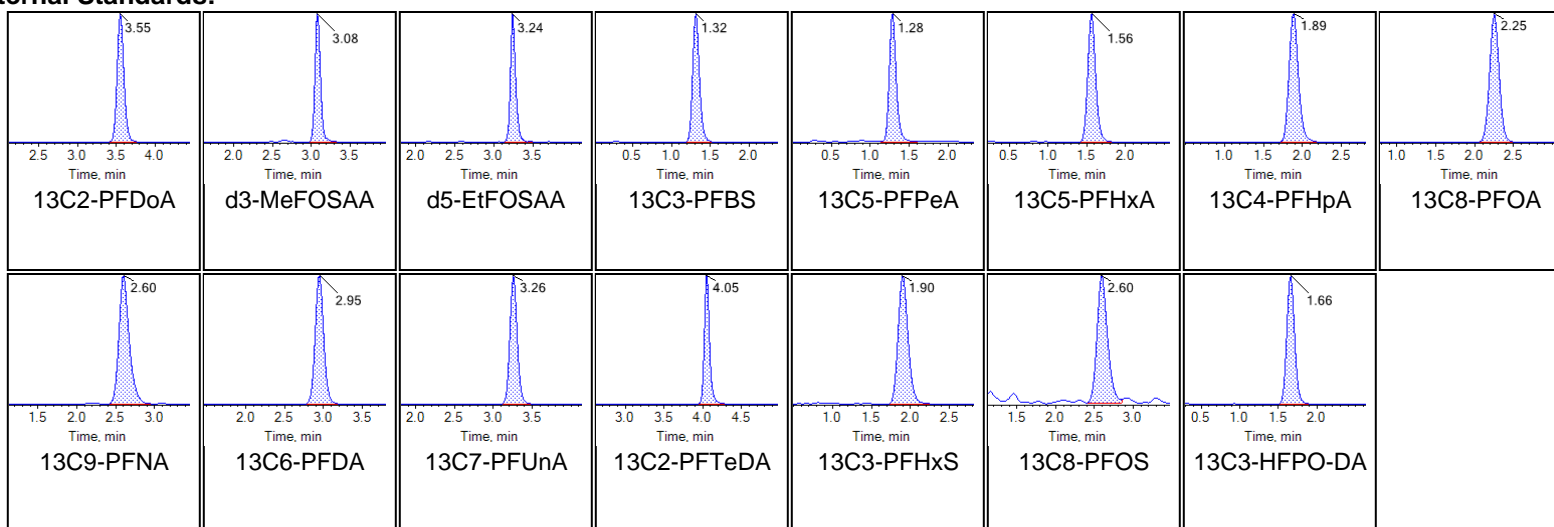 ternal Standards:
3.55 3.08 3.24 1.32 1.28 1.56 1.89 2.25
2.5 3.0 3.5 4.0 2.0 2.5 3.0 3.5 2.0 2.5 3.0 3.5 0.5 1.0 1.5 2.0 0.5 1.0 1.5 2.0 0.5 1.0 1.5 2.0 1.0 1.5 2.0 2.5 1.0 1.5 2.0 2.5
Time, min Time, min Time, min Time, min Time, min Time, min Time, min Time, min
13C2-PFDoA d3-MeFOSAA d5-EtFOSAA 13C3-PFBS 13C5-PFPeA 13C5-PFHxA 13C4-PFHpA 13C8-PFOA
2.60 2.95 3.26 4.05 1.90 2.60 1.66
1.5 2.0 2.5 3.0 2.0 2.5 3.0 3.5 2.0 2.5 3.0 3.5 3.0 3.5 4.0 4.5 1.0 1.5 2.0 2.5 1.5 2.0 2.5 3.0 0.5 1.0 1.5 2.0
Time, min Time, min Time, min Time, min Time, min Time, min Time, min
13C9-PFNA 13C6-PFDA 13C7-PFUnA 13C2-PFTeDA 13C3-PFHxS 13C8-PFOS 13C3-HFPO-DA